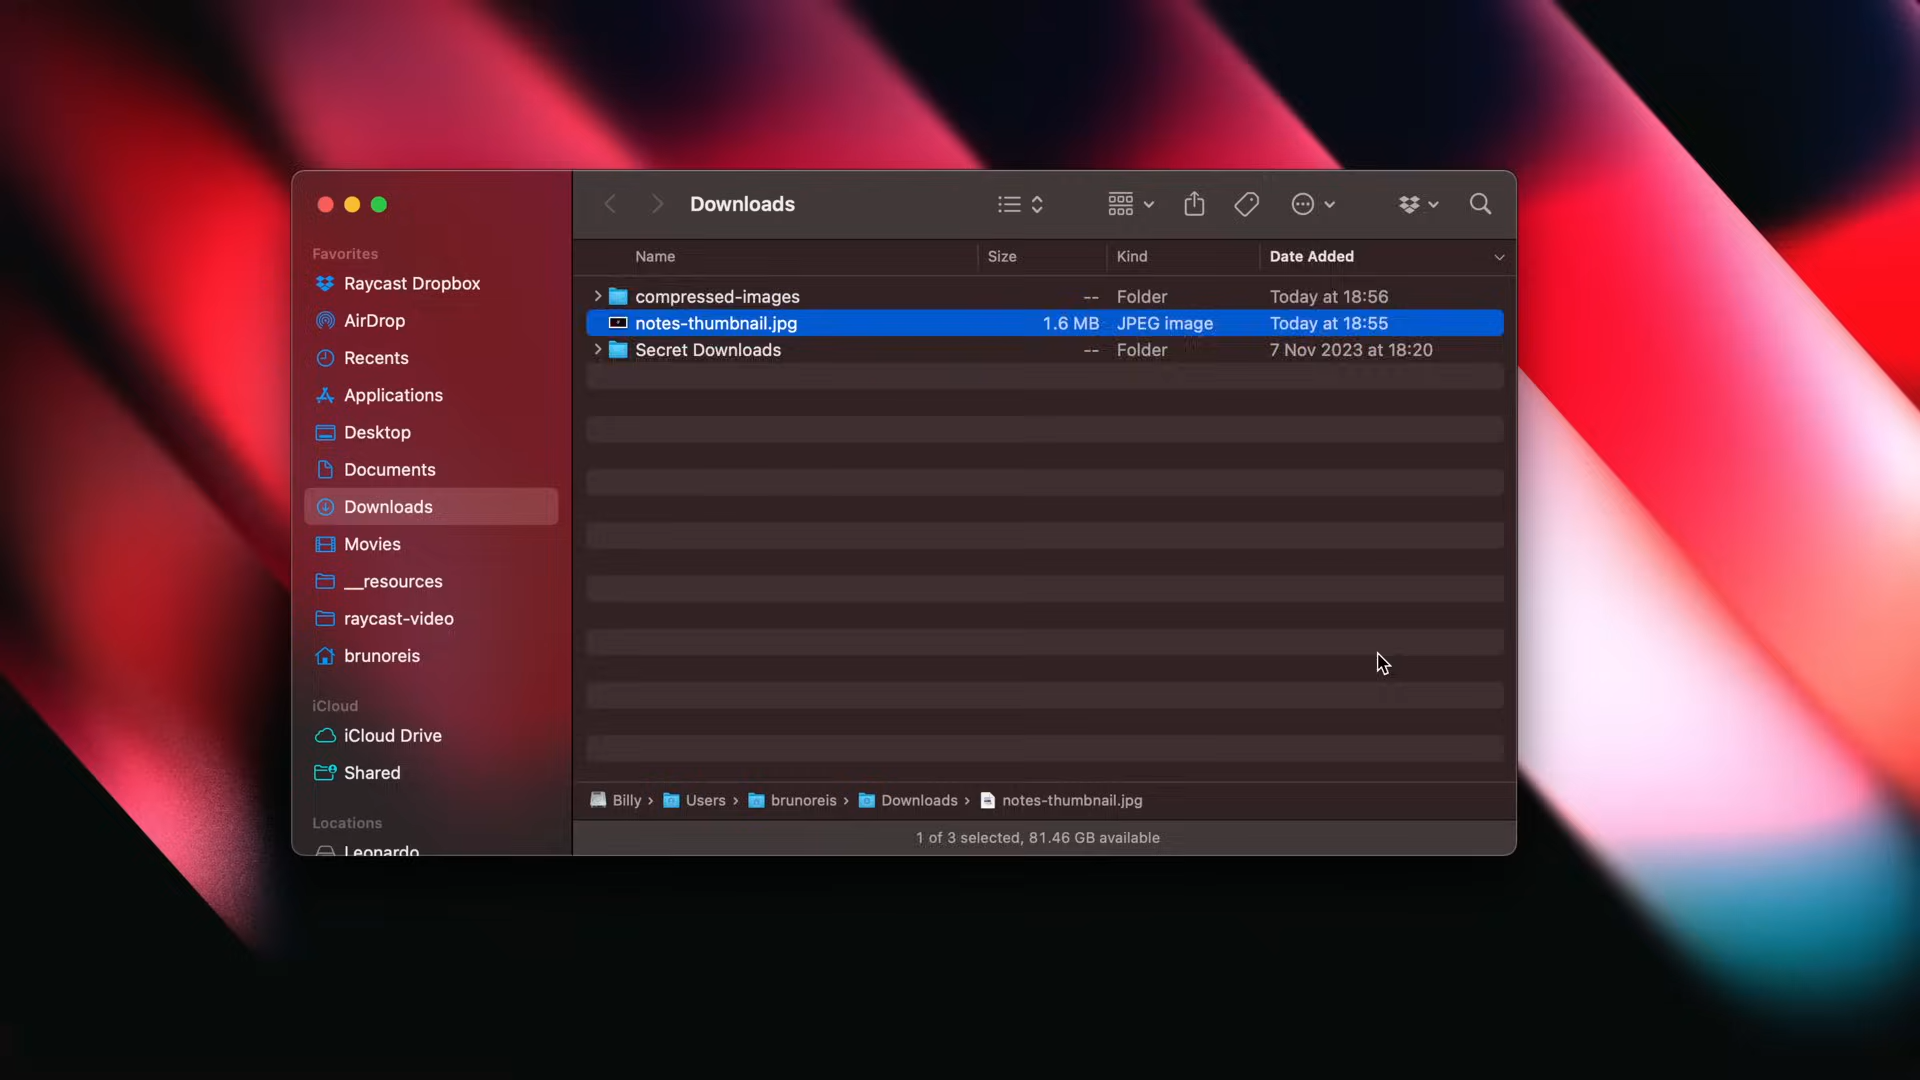 Downloads
Favorites
Raycast Dropbox
AirDrop
Recents
Applications
Desktop
Documents
Downloads
Movies
__resources
raycast-video
brunoreis
iCloud
iCloud Drive
Shared
Locations
Leonardo
Name Size Kind Date Added
compressed-images -- Folder Today at 18:56
notes-thumbnail.jpg 1.6 MB JPEG image Today at 18:55
Secret Downloads -- Folder 7 Nov 2023 at 18:20
Billy › Users › brunoreis › Downloads › notes-thumbnail.jpg
1 of 3 selected, 81.46 GB available